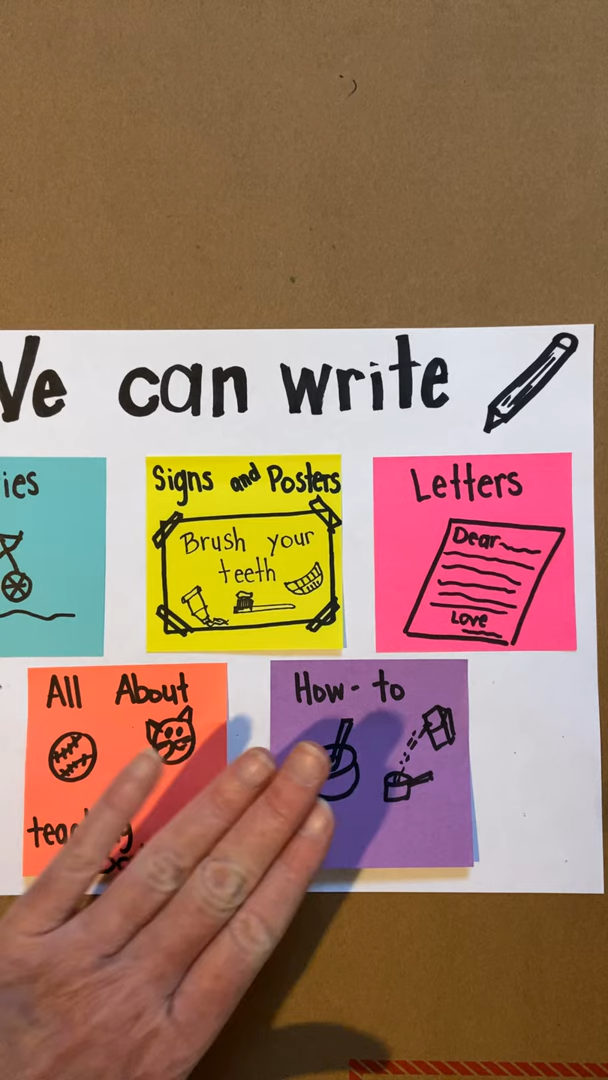 We can write
ies
Signs and Posters
Brush your
teeth
Letters
Dear
Love
All About
How-to